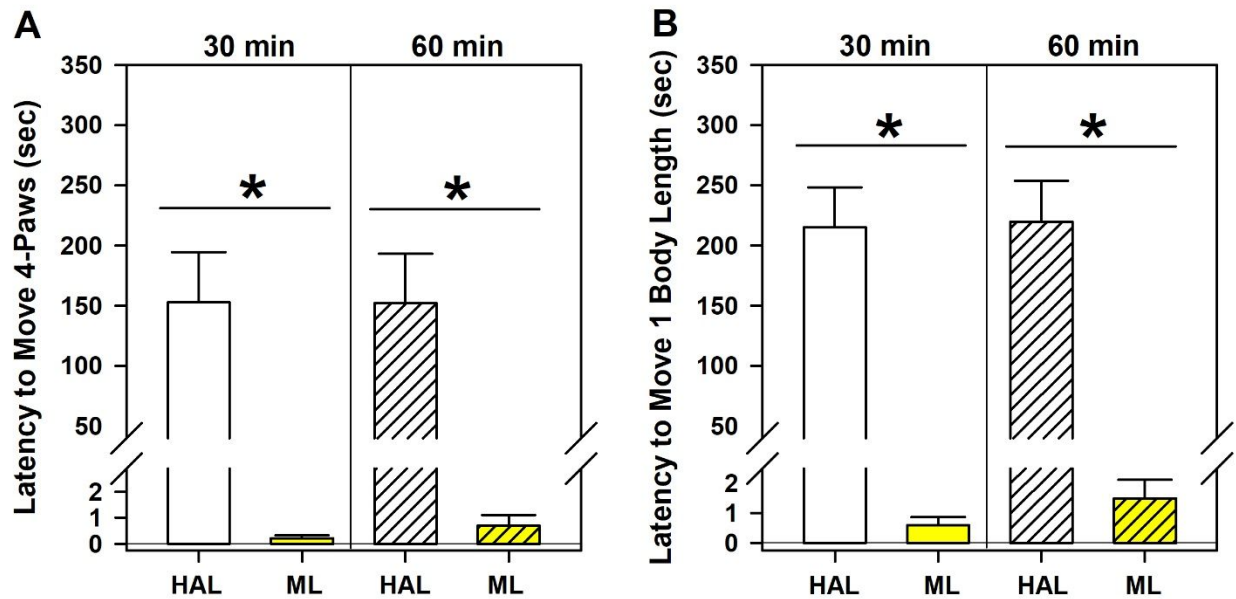 A
30 min 60 min
Latency to Move 4-Paws (sec)
350
300
250
200
150
100
50
2
1
0
* *
HAL ML HAL ML
B
30 min 60 min
Latency to Move 1 Body Length (sec)
350
300
250
200
150
100
50
2
1
0
* *
HAL ML HAL ML